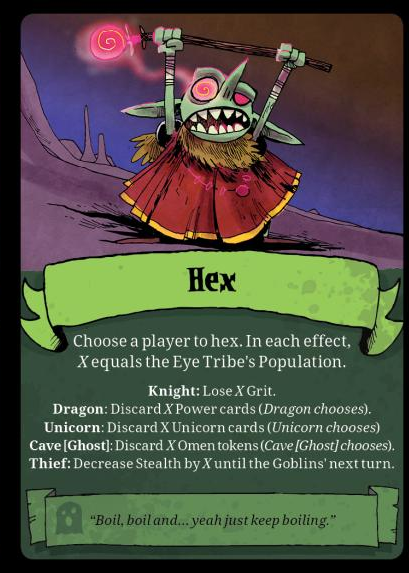 Hex
Choose a player to hex. In each effect,
X equals the Eye Tribe's Population.
Knight: Lose X Grit.
Dragon: Discard X Power cards (Dragon chooses).
Unicorn: Discard X Unicorn cards (Unicorn chooses)
Cave [Ghost]: Discard X Omen tokens (Cave [Ghost] chooses).
Thief: Decrease Stealth by X until the Goblins' next turn.
“Boil, boil and... yeah just keep boiling.”